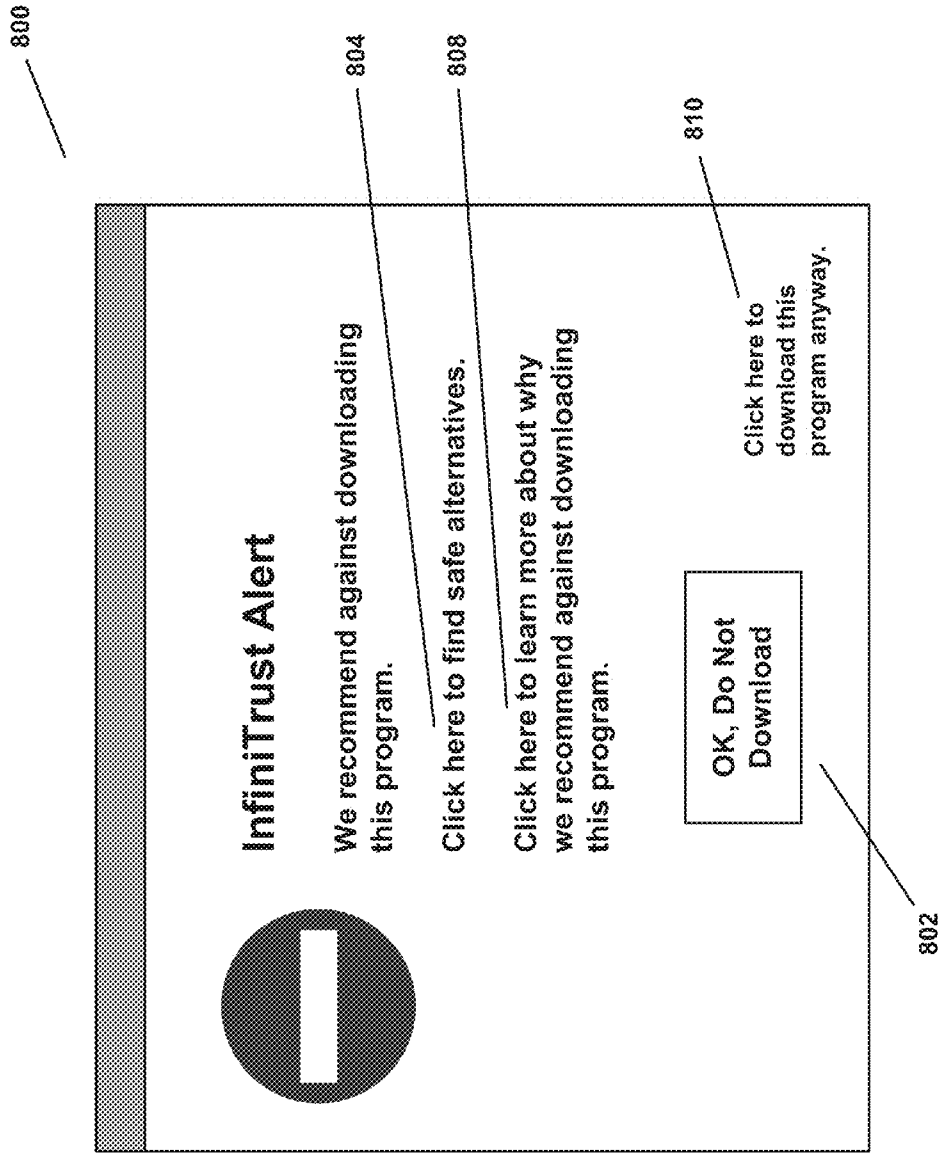 800
InfiniTrust Alert
We recommend against downloading
this program.
804
Click here to find safe alternatives.
808
Click here to learn more about why
we recommend against downloading
this program.
810
Click here to
download this
program anyway.
OK, Do Not
Download
802